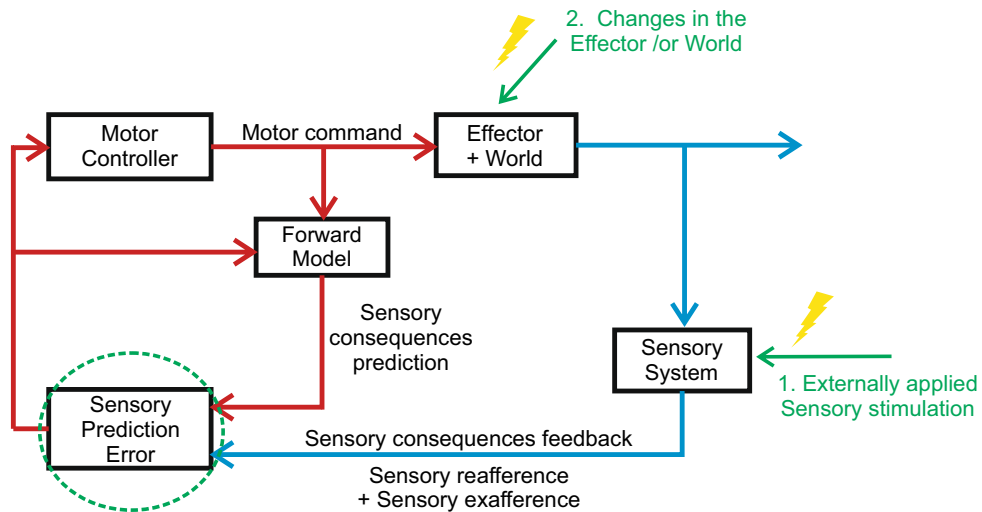 2.  Changes in the
Effector /or World
Motor
Controller
Motor command
Effector
+ World
Forward
Model
Sensory
consequences
prediction
Sensory
System
1. Externally applied
Sensory stimulation
Sensory
Prediction
Error
Sensory consequences feedback
Sensory reafference
+ Sensory exafference